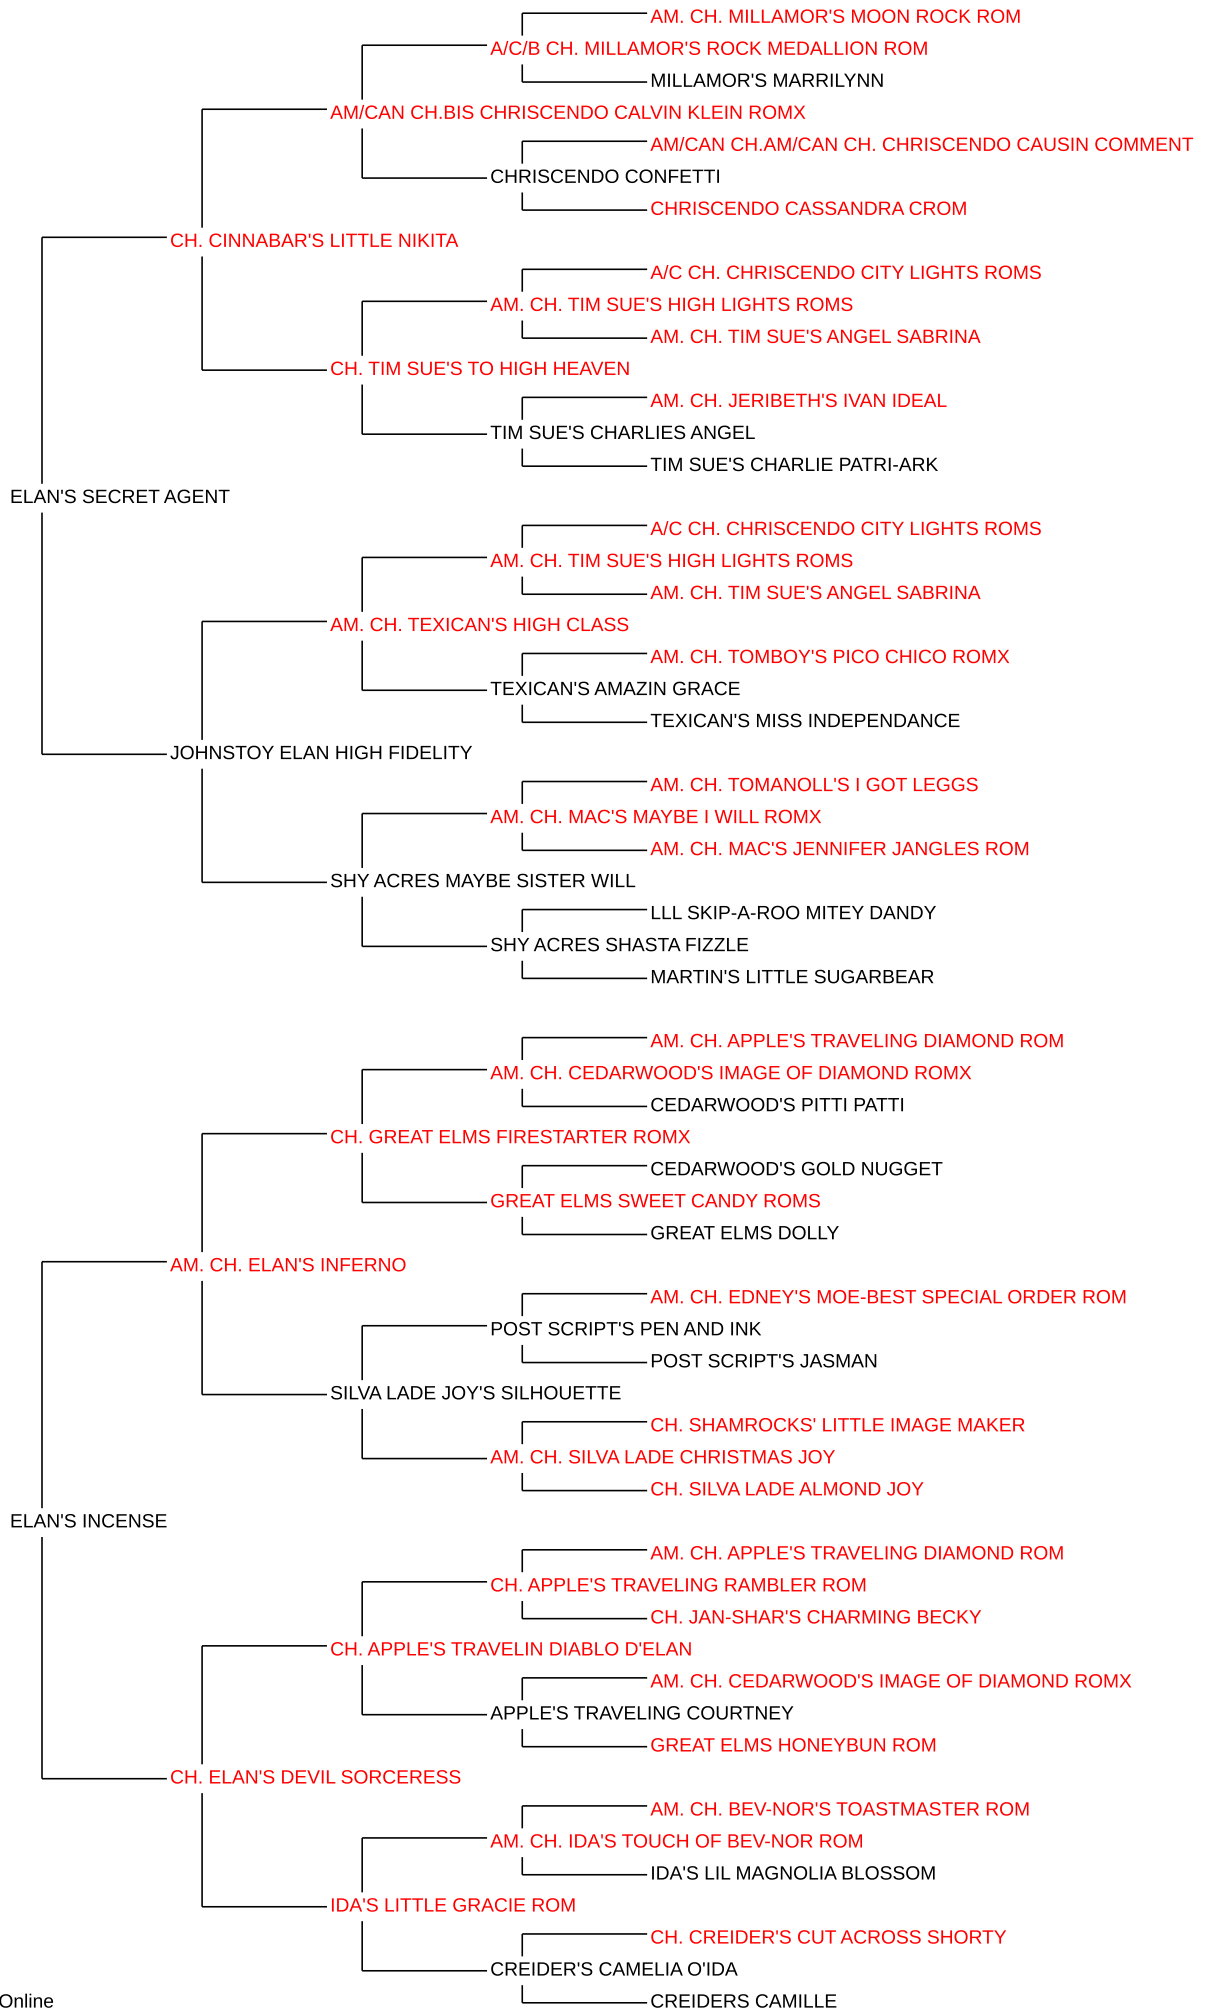 AM. CH. MILLAMOR'S MOON ROCK ROM
A/C/B CH. MILLAMOR'S ROCK MEDALLION ROM
MILLAMOR'S MARRILYNN
AM/CAN CH.BIS CHRISCENDO CALVIN KLEIN ROMX
AM/CAN CH.AM/CAN CH. CHRISCENDO CAUSIN COMMENT
CHRISCENDO CONFETTI
CHRISCENDO CASSANDRA CROM
CH. CINNABAR'S LITTLE NIKITA
A/C CH. CHRISCENDO CITY LIGHTS ROMS
AM. CH. TIM SUE'S HIGH LIGHTS ROMS
AM. CH. TIM SUE'S ANGEL SABRINA
CH. TIM SUE'S TO HIGH HEAVEN
AM. CH. JERIBETH'S IVAN IDEAL
TIM SUE'S CHARLIES ANGEL
TIM SUE'S CHARLIE PATRI-ARK
ELAN'S SECRET AGENT
A/C CH. CHRISCENDO CITY LIGHTS ROMS
AM. CH. TIM SUE'S HIGH LIGHTS ROMS
AM. CH. TIM SUE'S ANGEL SABRINA
AM. CH. TEXICAN'S HIGH CLASS
AM. CH. TOMBOY'S PICO CHICO ROMX
TEXICAN'S AMAZIN GRACE
TEXICAN'S MISS INDEPENDANCE
JOHNSTOY ELAN HIGH FIDELITY
AM. CH. TOMANOLL'S I GOT LEGGS
AM. CH. MAC'S MAYBE I WILL ROMX
AM. CH. MAC'S JENNIFER JANGLES ROM
SHY ACRES MAYBE SISTER WILL
LLL SKIP-A-ROO MITEY DANDY
SHY ACRES SHASTA FIZZLE
MARTIN'S LITTLE SUGARBEAR
AM. CH. APPLE'S TRAVELING DIAMOND ROM
AM. CH. CEDARWOOD'S IMAGE OF DIAMOND ROMX
CEDARWOOD'S PITTI PATTI
CH. GREAT ELMS FIRESTARTER ROMX
CEDARWOOD'S GOLD NUGGET
GREAT ELMS SWEET CANDY ROMS
GREAT ELMS DOLLY
AM. CH. ELAN'S INFERNO
AM. CH. EDNEY'S MOE-BEST SPECIAL ORDER ROM
POST SCRIPT'S PEN AND INK
POST SCRIPT'S JASMAN
SILVA LADE JOY'S SILHOUETTE
CH. SHAMROCKS' LITTLE IMAGE MAKER
AM. CH. SILVA LADE CHRISTMAS JOY
CH. SILVA LADE ALMOND JOY
ELAN'S INCENSE
AM. CH. APPLE'S TRAVELING DIAMOND ROM
CH. APPLE'S TRAVELING RAMBLER ROM
CH. JAN-SHAR'S CHARMING BECKY
CH. APPLE'S TRAVELIN DIABLO D'ELAN
AM. CH. CEDARWOOD'S IMAGE OF DIAMOND ROMX
APPLE'S TRAVELING COURTNEY
GREAT ELMS HONEYBUN ROM
CH. ELAN'S DEVIL SORCERESS
AM. CH. BEV-NOR'S TOASTMASTER ROM
AM. CH. IDA'S TOUCH OF BEV-NOR ROM
IDA'S LIL MAGNOLIA BLOSSOM
IDA'S LITTLE GRACIE ROM
CH. CREIDER'S CUT ACROSS SHORTY
CREIDER'S CAMELIA O'IDA
CREIDERS CAMILLE
Online